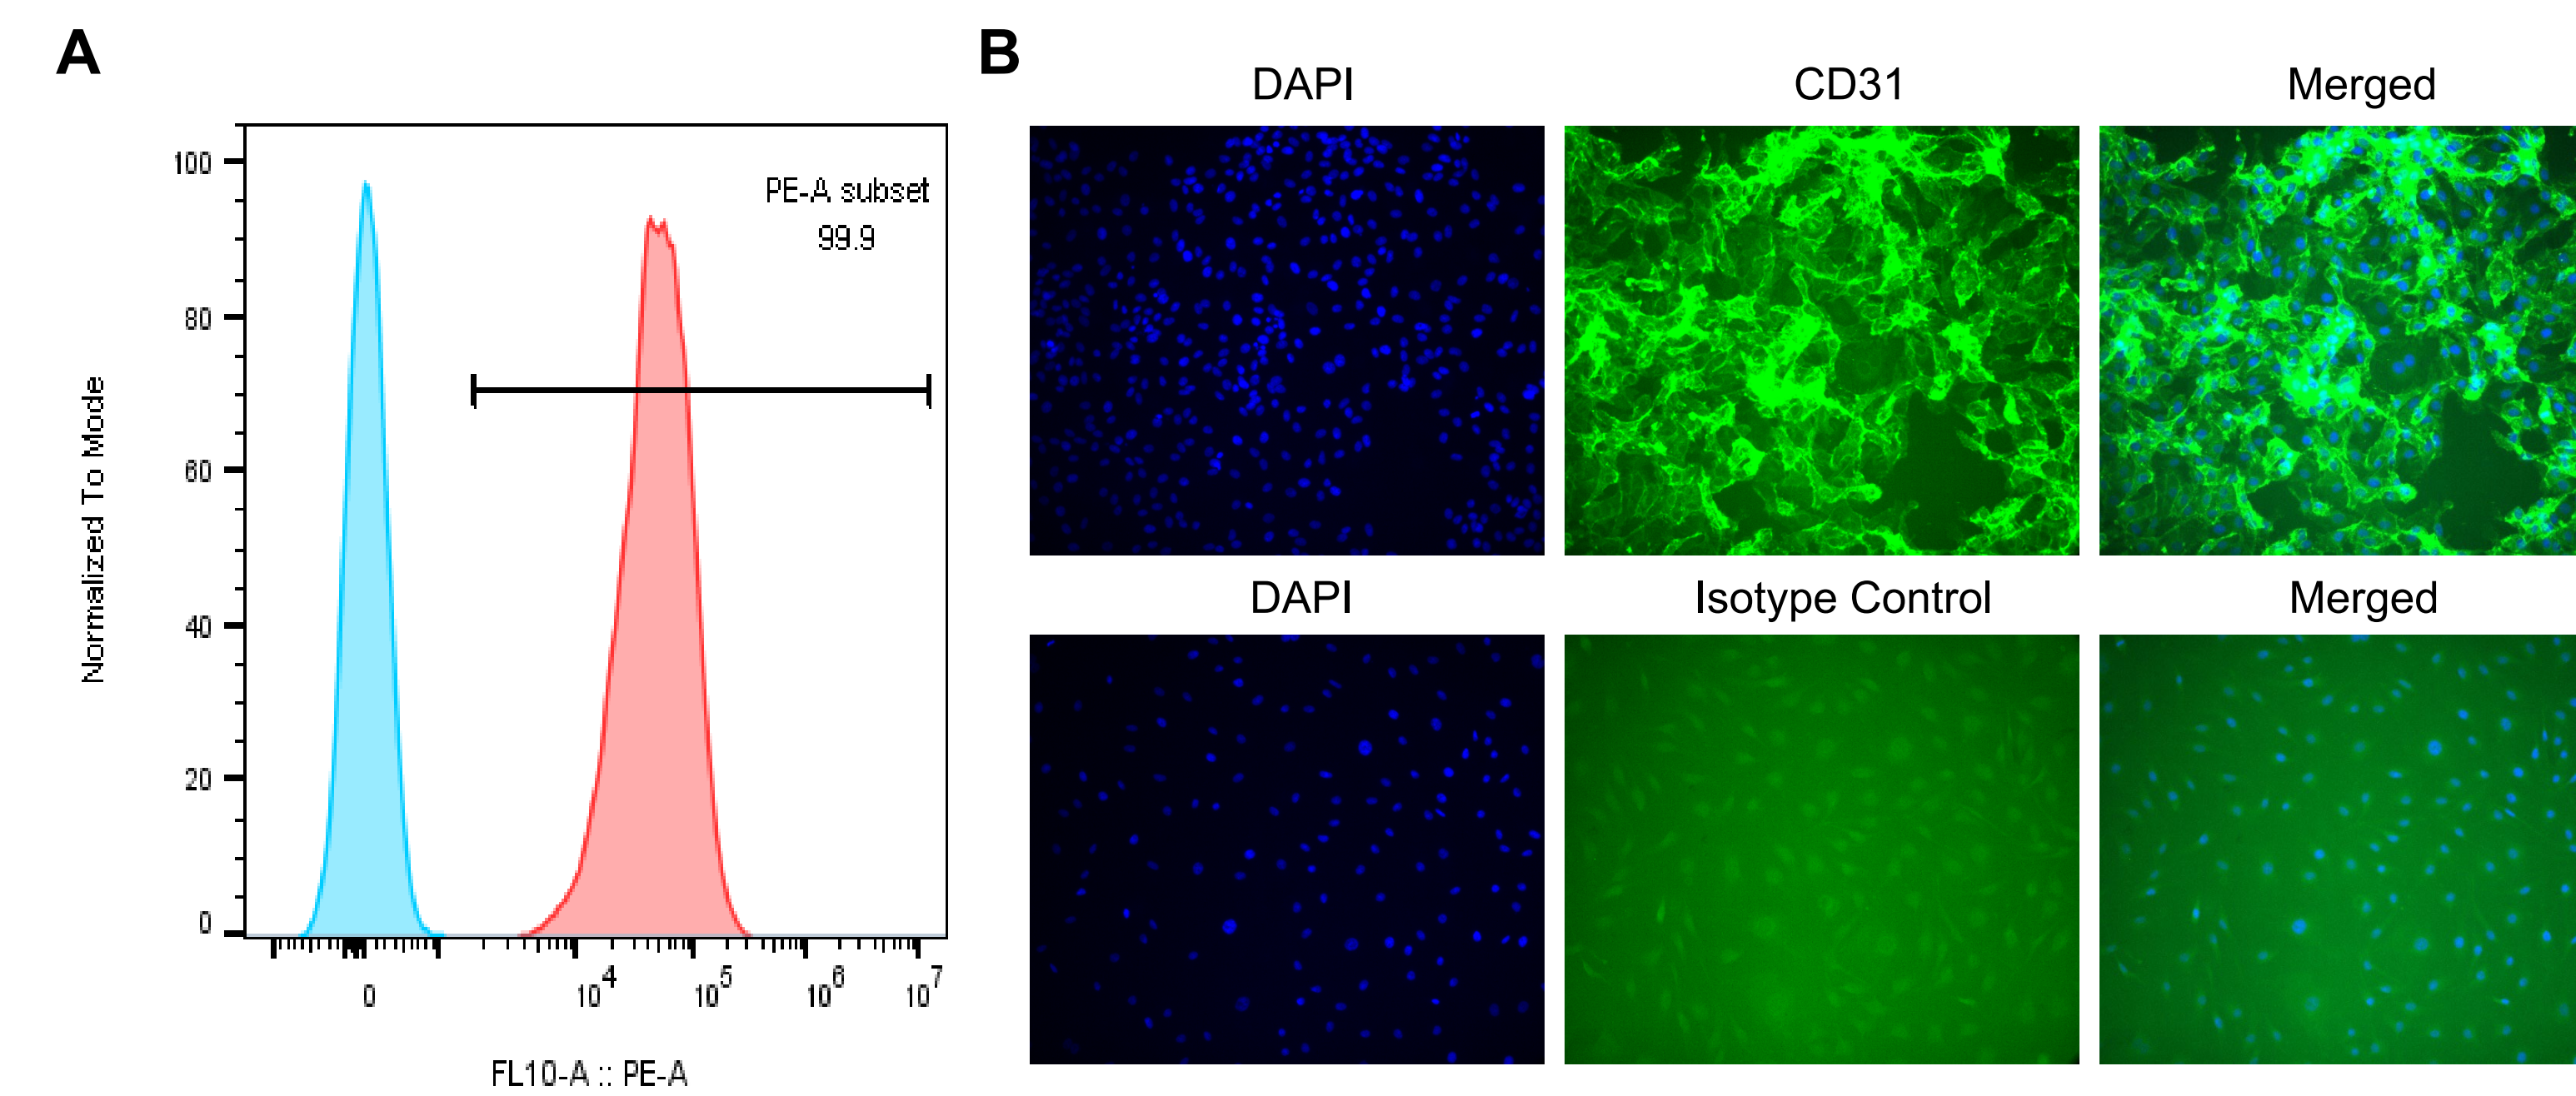 A
B
DAPI
CD31
Merged
PE-A subset
99.9
100
80
60
40
20
0
Normalized To Mode
0
10^4
10^5
10^6
10^7
FL10-A :: PE-A
DAPI
Isotype Control
Merged